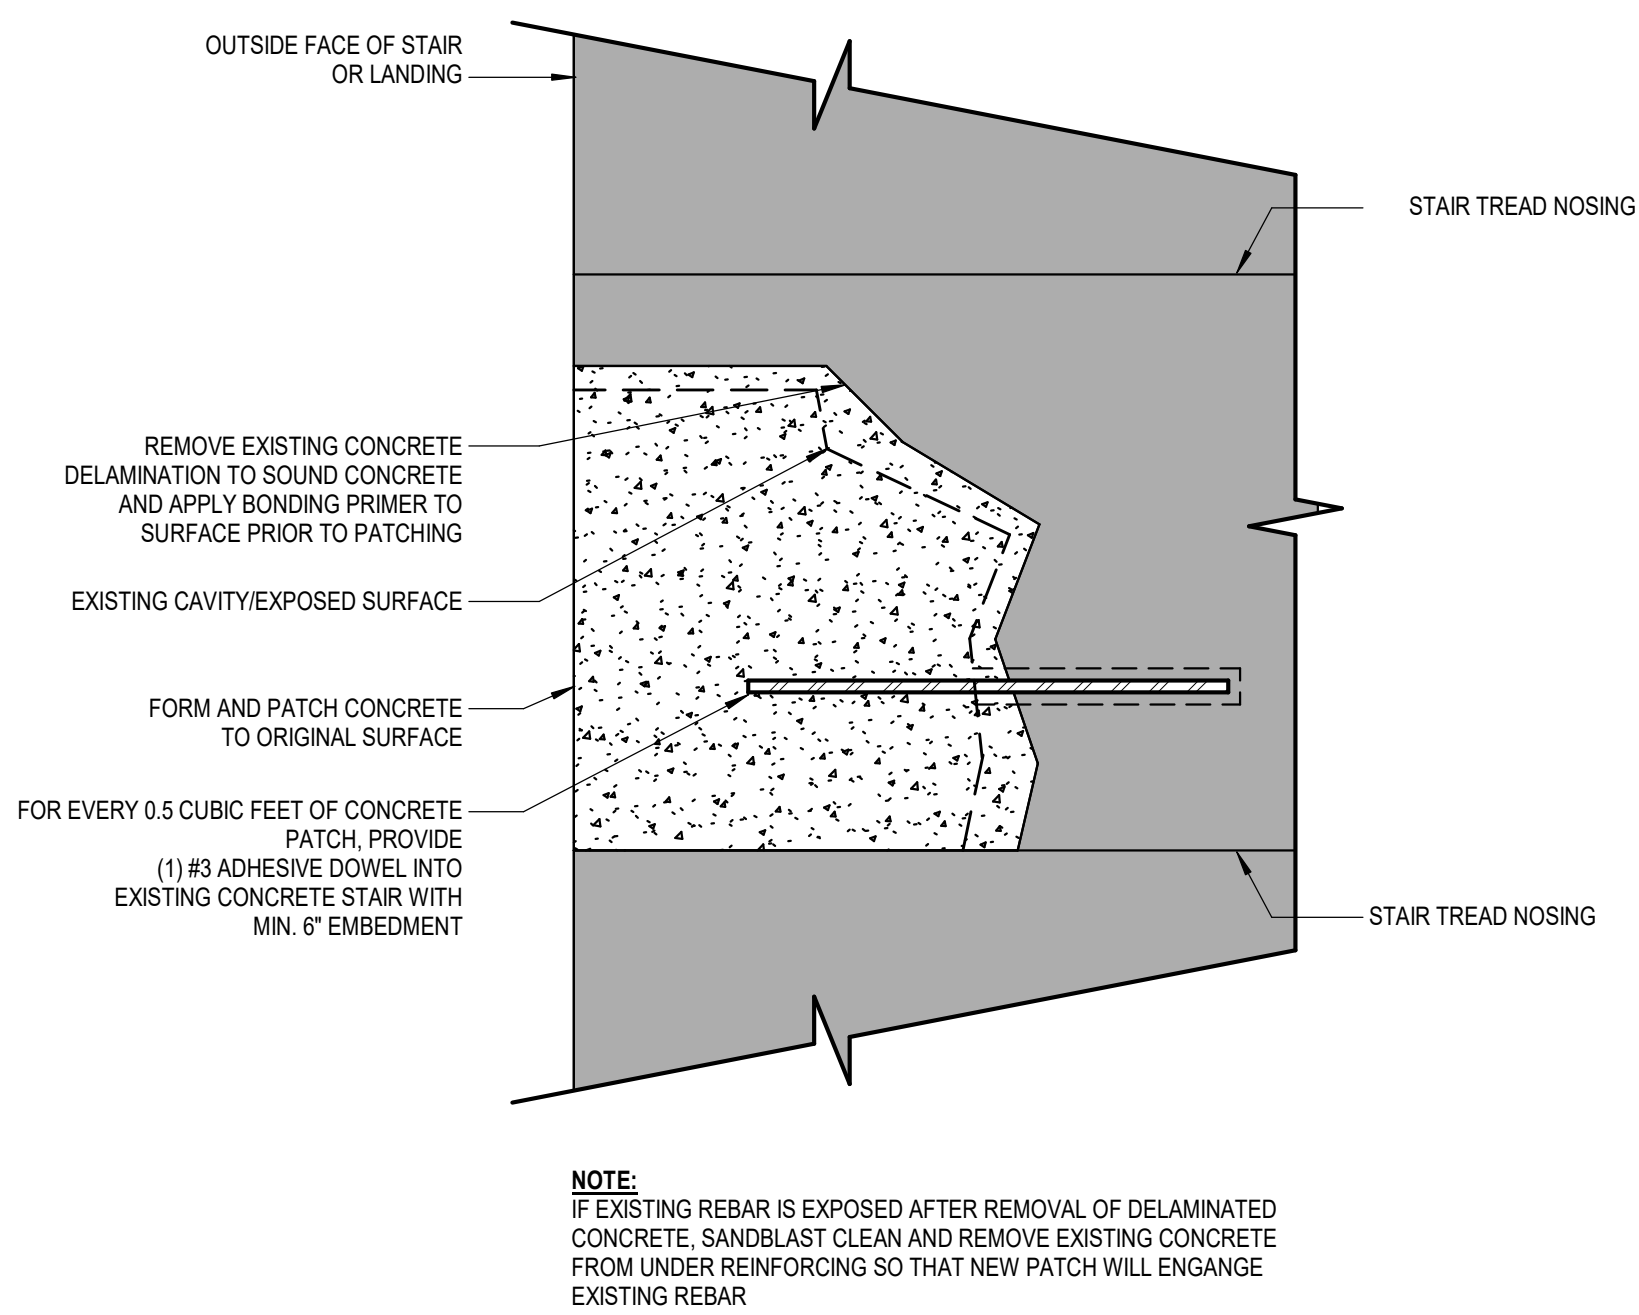 OUTSIDE FACE OF STAIR
OR LANDING
STAIR TREAD NOSING
REMOVE EXISTING CONCRETE
DELAMINATION TO SOUND CONCRETE
AND APPLY BONDING PRIMER TO
SURFACE PRIOR TO PATCHING
EXISTING CAVITY/EXPOSED SURFACE
FORM AND PATCH CONCRETE
TO ORIGINAL SURFACE
FOR EVERY 0.5 CUBIC FEET OF CONCRETE
PATCH, PROVIDE
(1) #3 ADHESIVE DOWEL INTO
EXISTING CONCRETE STAIR WITH
MIN. 6" EMBEDMENT
STAIR TREAD NOSING
NOTE:
IF EXISTING REBAR IS EXPOSED AFTER REMOVAL OF DELAMINATED
CONCRETE, SANDBLAST CLEAN AND REMOVE EXISTING CONCRETE
FROM UNDER REINFORCING SO THAT NEW PATCH WILL ENGANGE
EXISTING REBAR